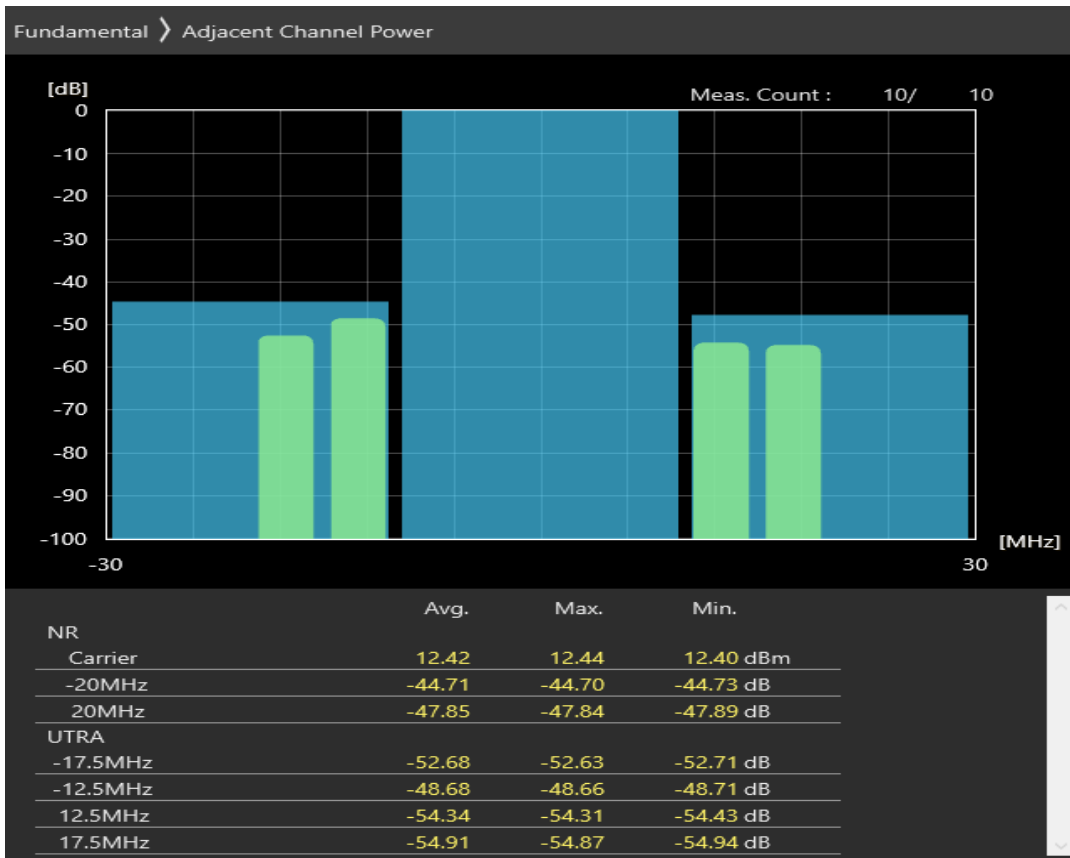 Fundamental 〉 Adjacent Channel Power
[dB]
Meas. Count : 10/ 10
0
-10
-20
-30
-40
-50
-60
-70
-80
-90
-100
[MHz]
-30 30
Avg. Max. Min.
NR
Carrier 12.42 12.44 12.40 dBm
-20MHz -44.71 -44.70 -44.73 dB
20MHz -47.85 -47.84 -47.89 dB
UTRA
-17.5MHz -52.68 -52.63 -52.71 dB
-12.5MHz -48.68 -48.66 -48.71 dB
12.5MHz -54.34 -54.31 -54.43 dB
17.5MHz -54.91 -54.87 -54.94 dB